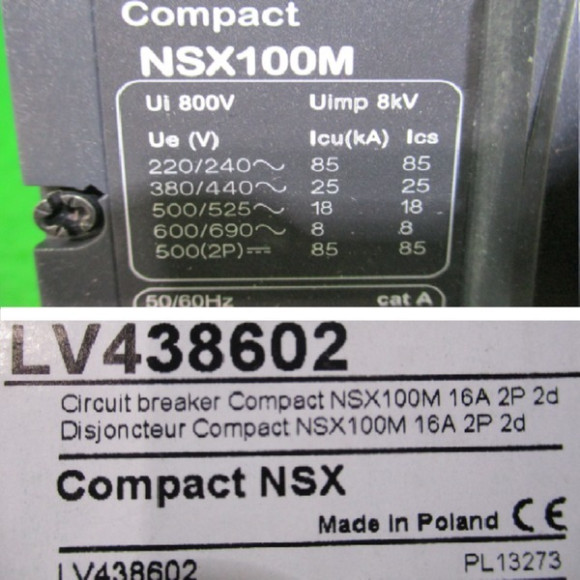 Compact
NSX100M
Ui 800V Uimp 8kV
Ue (V) Icu(kA) Ics
220/240~ 85 85
380/440~ 25 25
500/525~ 18 18
600/690~ 8 8
500(2P)⎓ 85 85
50/60Hz cat A
LV438602
Circuit breaker Compact NSX100M 16A 2P 2d
Disjoncteur Compact NSX100M 16A 2P 2d
Compact NSX
Made in Poland CE
LV438602 PL13273